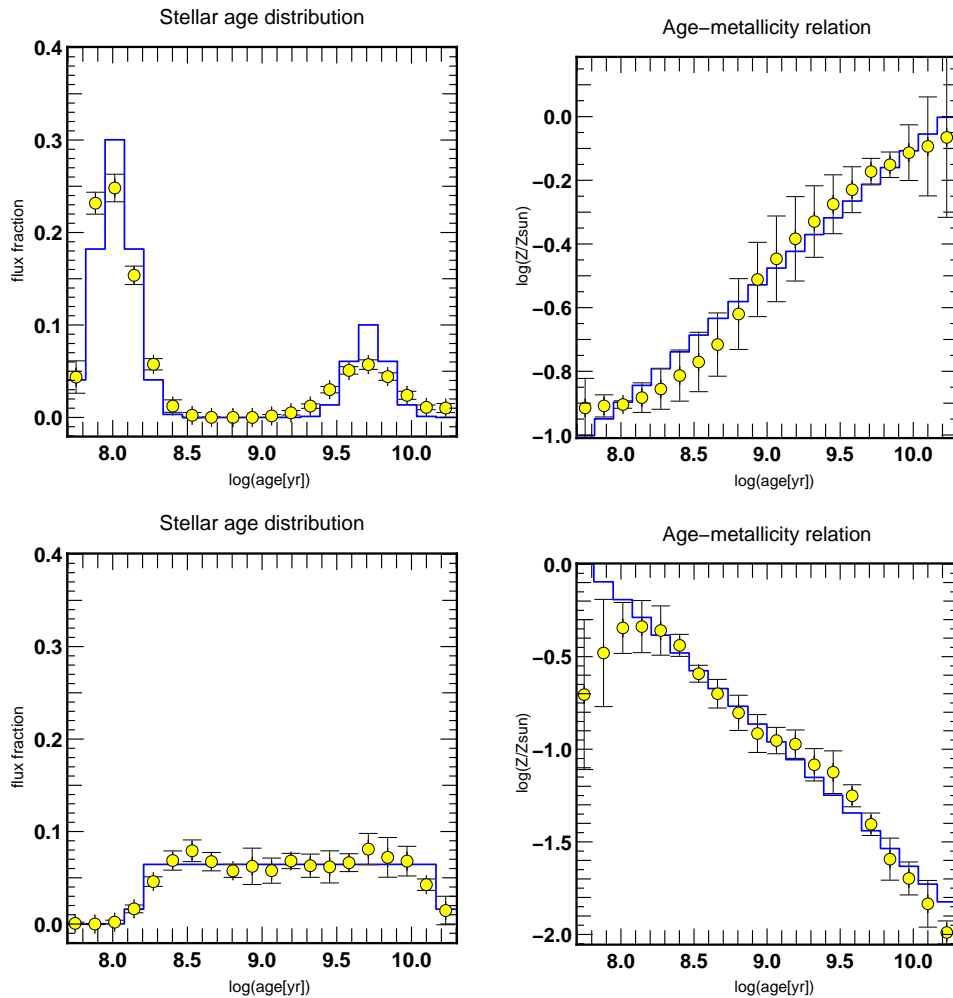 Stellar age distribution
0.4
0.3
0.2
0.1
0.0
flux fraction
8.0 8.5 9.0 9.5 10.0
log(age[yr])
Age−metallicity relation
0.0
−0.2
−0.4
−0.6
−0.8
−1.0
log(Z/Zsun)
8.0 8.5 9.0 9.5 10.0
log(age[yr])
Stellar age distribution
0.4
0.3
0.2
0.1
0.0
flux fraction
8.0 8.5 9.0 9.5 10.0
log(age[yr])
Age−metallicity relation
0.0
−0.5
−1.0
−1.5
−2.0
log(Z/Zsun)
8.0 8.5 9.0 9.5 10.0
log(age[yr])